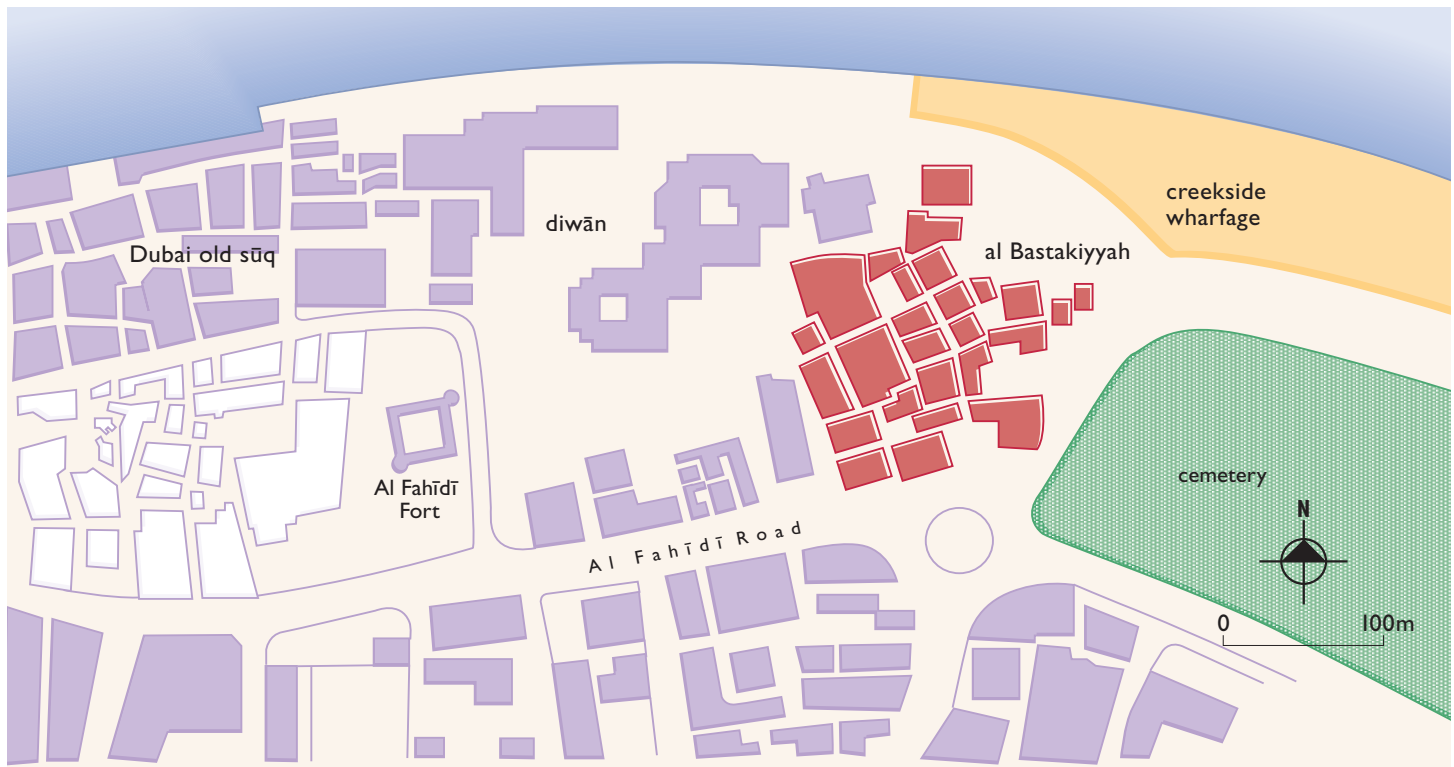 creekside
wharfage
diwān
al Bastakiyyah
Dubai old sūq
cemetery
Al Fahīdī
Fort
N
Al Fahīdī Road
0 100m